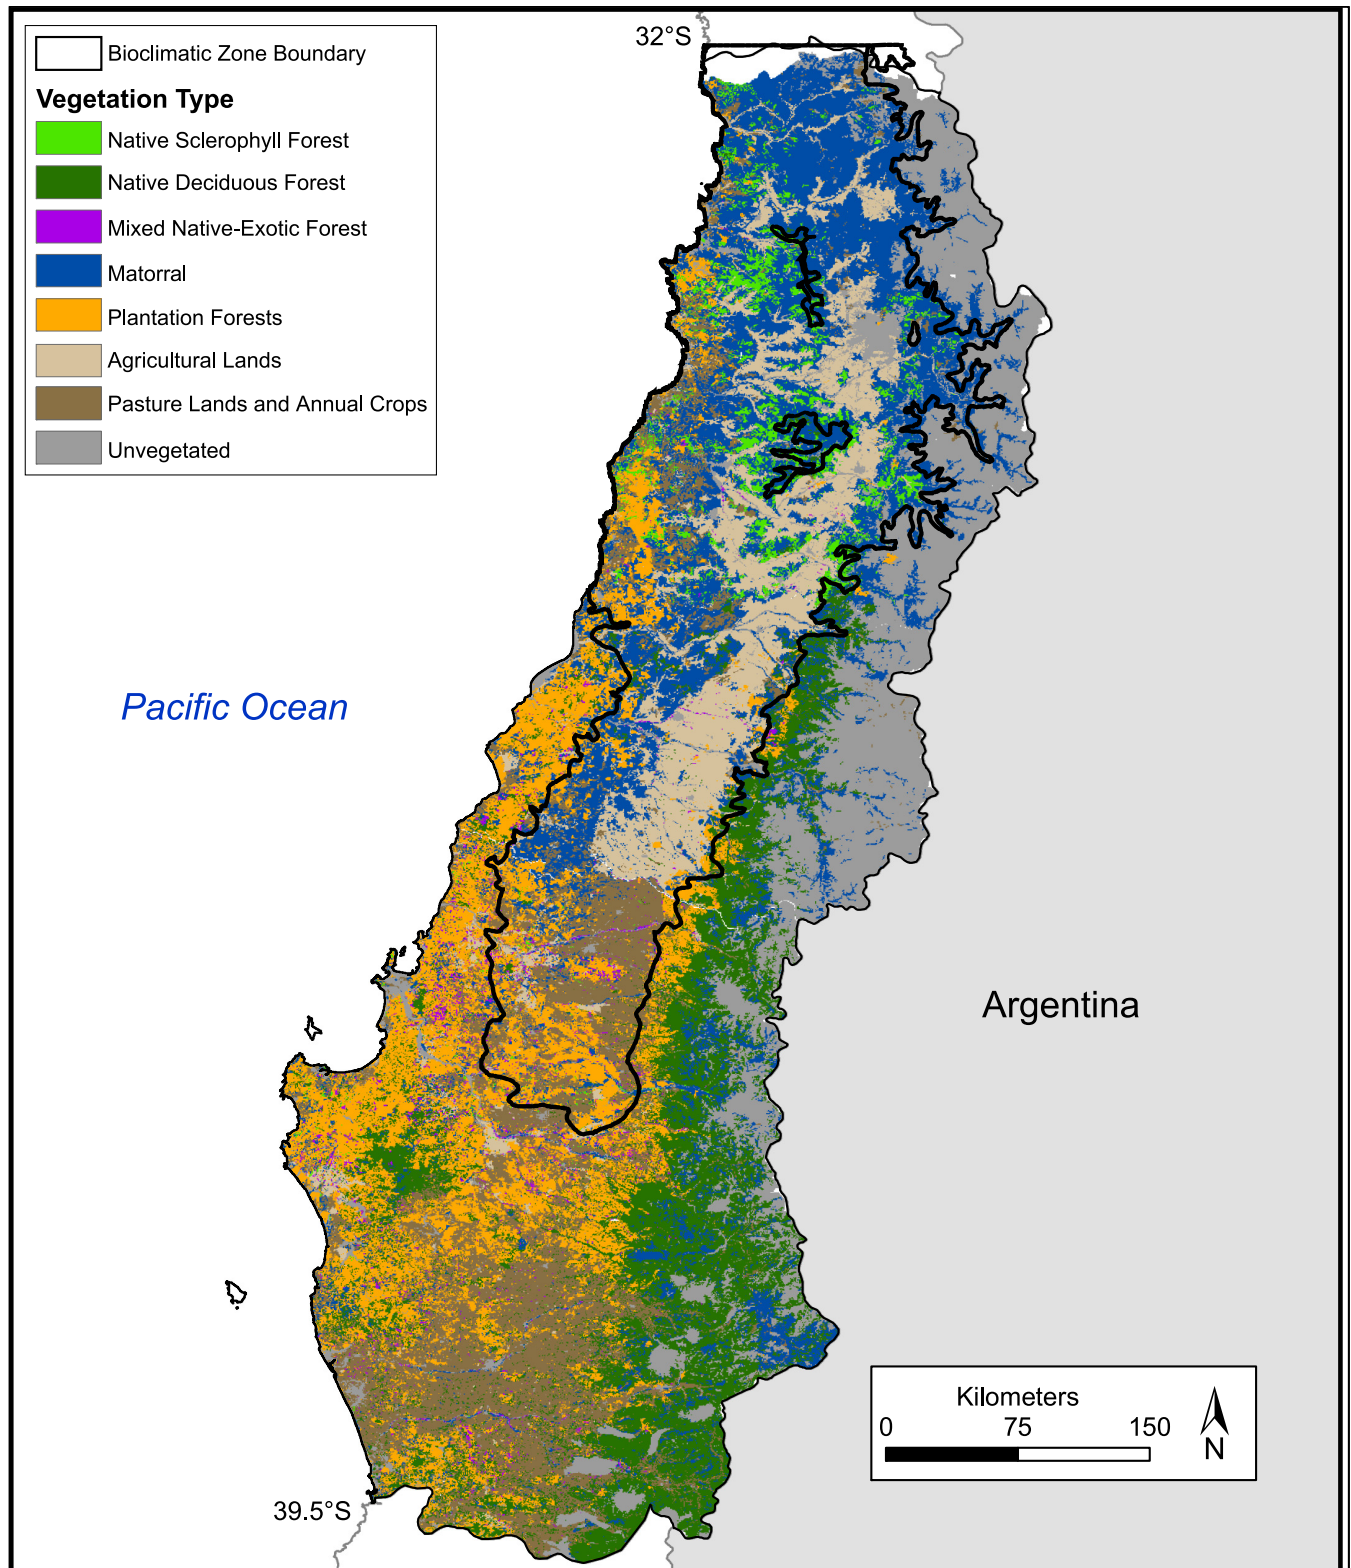 Bioclimatic Zone Boundary
Vegetation Type
Native Sclerophyll Forest
Native Deciduous Forest
Mixed Native-Exotic Forest
Matorral
Plantation Forests
Agricultural Lands
Pasture Lands and Annual Crops
Unvegetated
32°S
Pacific Ocean
Argentina
Kilometers
0 75 150
N
39.5°S